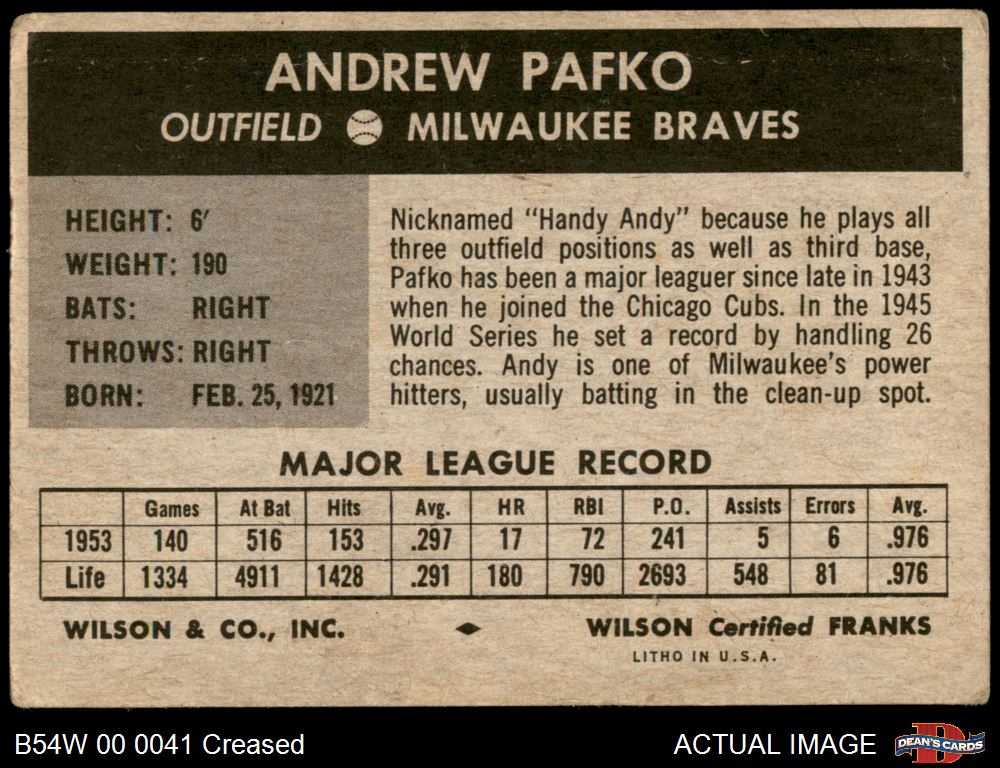 ANDREW PAFKO
OUTFIELD MILWAUKEE BRAVES
HEIGHT: 6′
WEIGHT: 190
BATS: RIGHT
THROWS: RIGHT
BORN: FEB. 25, 1921
Nicknamed "Handy Andy" because he plays all
three outfield positions as well as third base,
Pafko has been a major leaguer since late in 1943
when he joined the Chicago Cubs. In the 1945
World Series he set a record by handling 26
chances. Andy is one of Milwaukee's power
hitters, usually batting in the clean-up spot.
MAJOR LEAGUE RECORD
Games At Bat Hits Avg. HR RBI P.O. Assists Errors Avg.
1953 140 516 153 .297 17 72 241 5 6 .976
Life 1334 4911 1428 .291 180 790 2693 548 81 .976
WILSON & CO., INC. WILSON Certified FRANKS
LITHO IN U.S.A.
B54W 00 0041 Creased ACTUAL IMAGE
D DEAN'S CARDS